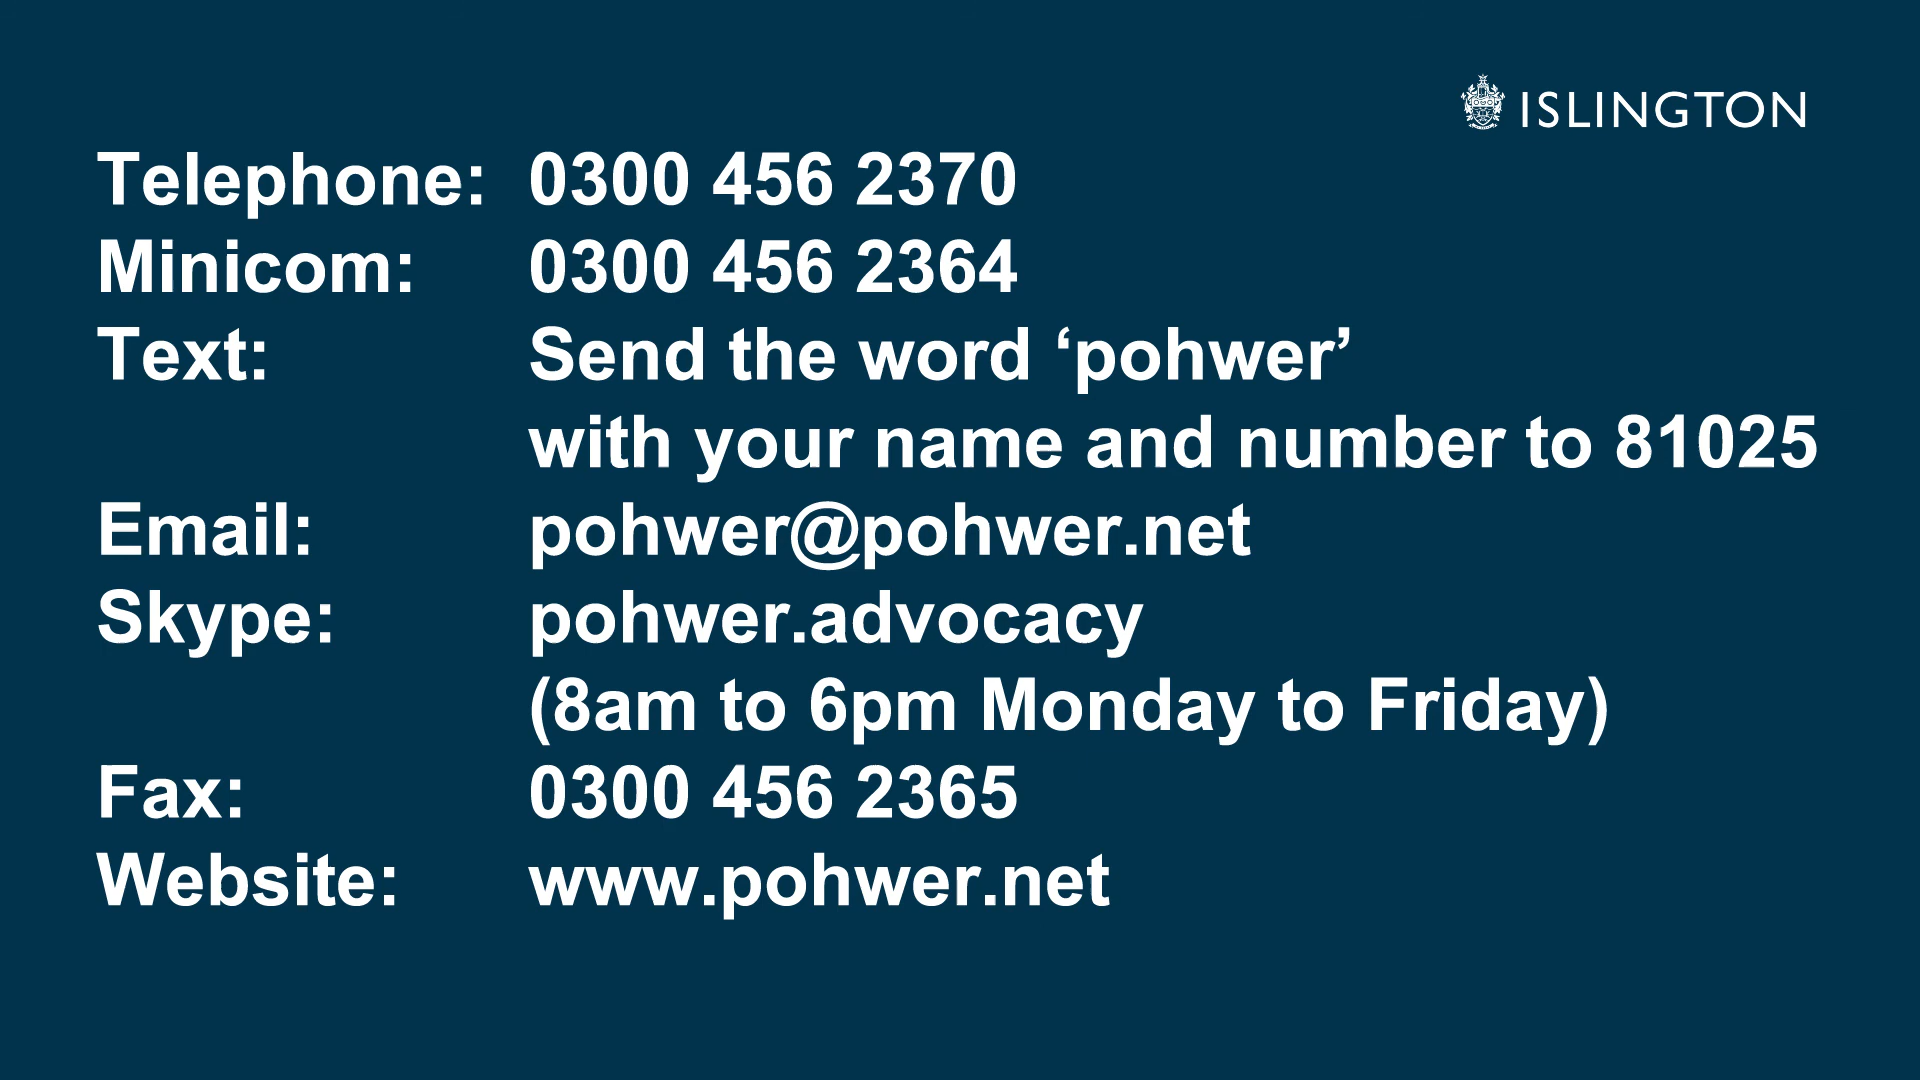 ISLINGTON
Telephone: 0300 456 2370
Minicom: 0300 456 2364
Text: Send the word ‘pohwer’
with your name and number to 81025
Email: pohwer@pohwer.net
Skype: pohwer.advocacy
(8am to 6pm Monday to Friday)
Fax: 0300 456 2365
Website: www.pohwer.net